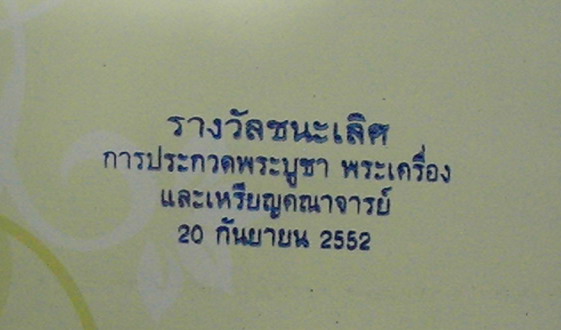 รางวัลชนะเลิศ
การประกวดพระบูชา พระเครื่อง
และเหรียญคณาจารย์
20 กันยายน 2552